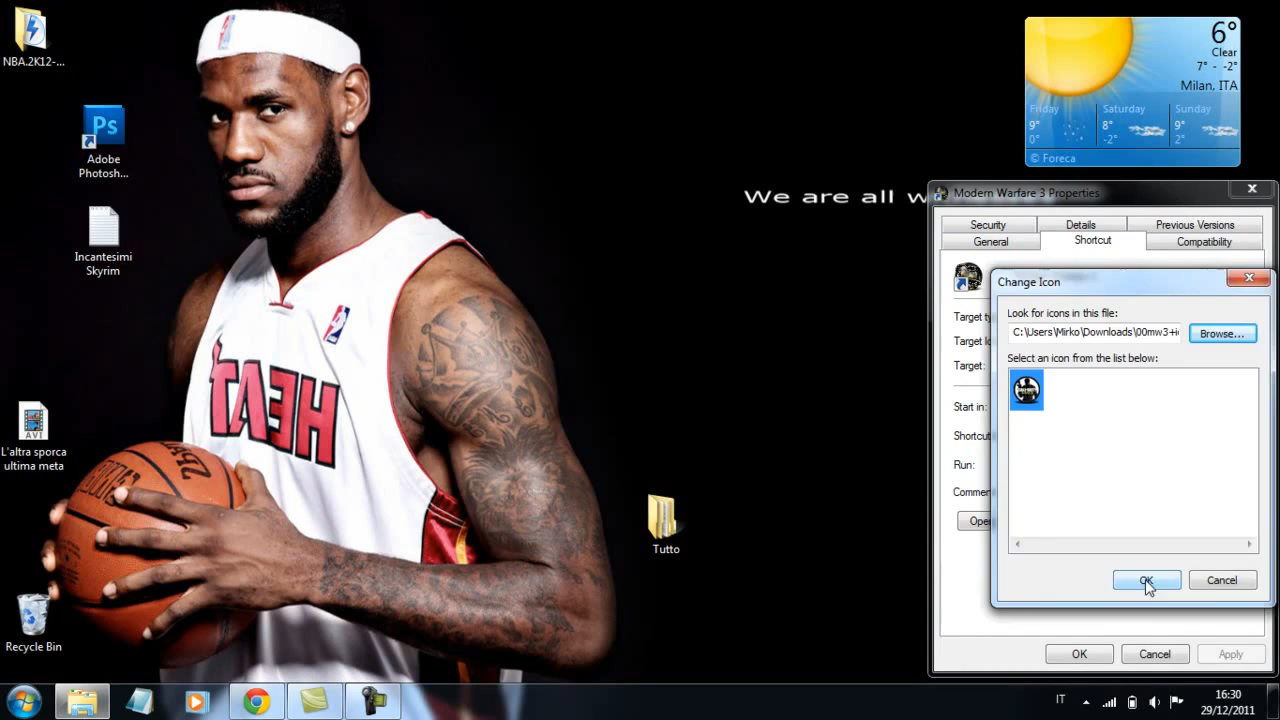 NBA.2K12-...
Ps
Adobe
Photosh...
Incantesimi
Skyrim
AVI
L'altra sporca
ultima meta
Recycle Bin
HEAT
Tutto
We are all w
6°
Clear
7° - -2°
Milan, ITA
Friday
Saturday
Sunday
9°
8°
9°
0°
-2°
2°
© Foreca
Modern Warfare 3 Properties
Security
Details
Previous Versions
General
Shortcut
Compatibility
Target ty
Target lo
Target:
Start in:
Shortcut
Run:
Commen
Ope
Change Icon
Look for icons in this file:
C:\Users\Mirko\Downloads\00mw3+i
Browse...
Select an icon from the list below:
OK
Cancel
OK
Cancel
Apply
IT
16:30
29/12/2011